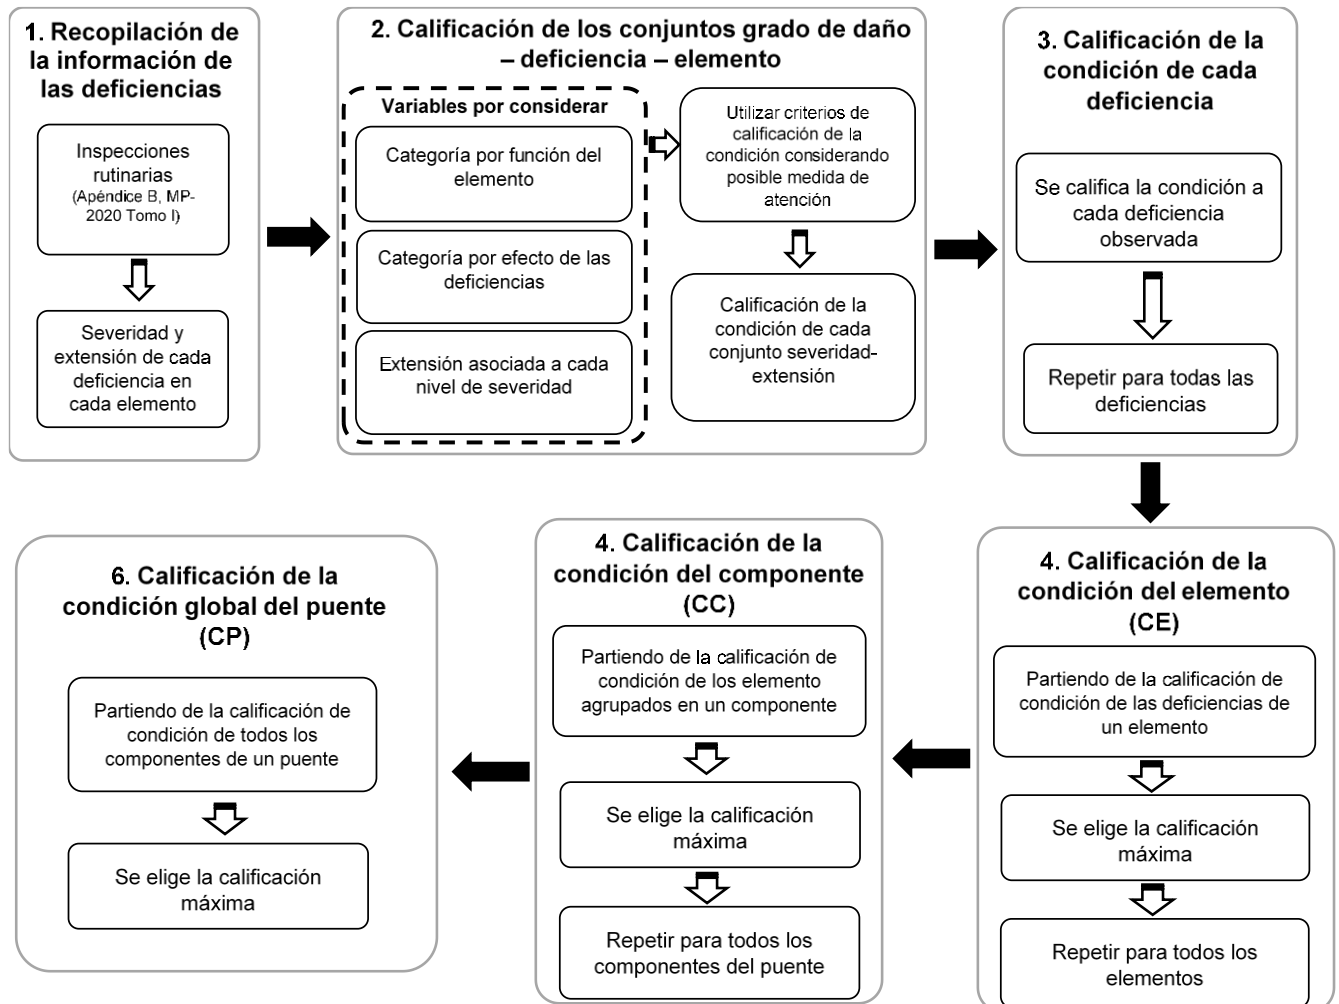 1. Recopilación de
la información de
las deficiencias
Inspecciones
rutinarias
(Apéndice B, MP-
2020 Tomo I)
Severidad y
extensión de cada
deficiencia en
cada elemento
2. Calificación de los conjuntos grado de daño
– deficiencia – elemento
Variables por considerar
Categoría por función del
elemento
Categoría por efecto de las
deficiencias
Extensión asociada a cada
nivel de severidad
Utilizar criterios de
calificación de la
condición considerando
posible medida de
atención
Calificación de la
condición de cada
conjunto severidad-
extensión
3. Calificación de la
condición de cada
deficiencia
Se califica la condición a
cada deficiencia
observada
Repetir para todas las
deficiencias
4. Calificación de la
condición del elemento
(CE)
Partiendo de la calificación de
condición de las deficiencias de
un elemento
Se elige la calificación
máxima
Repetir para todos los
elementos
4. Calificación de la
condición del componente
(CC)
Partiendo de la calificación de
condición de los elemento
agrupados en un componente
Se elige la calificación
máxima
Repetir para todos los
componentes del puente
6. Calificación de la
condición global del puente
(CP)
Partiendo de la calificación de
condición de todos los
componentes de un puente
Se elige la calificación
máxima